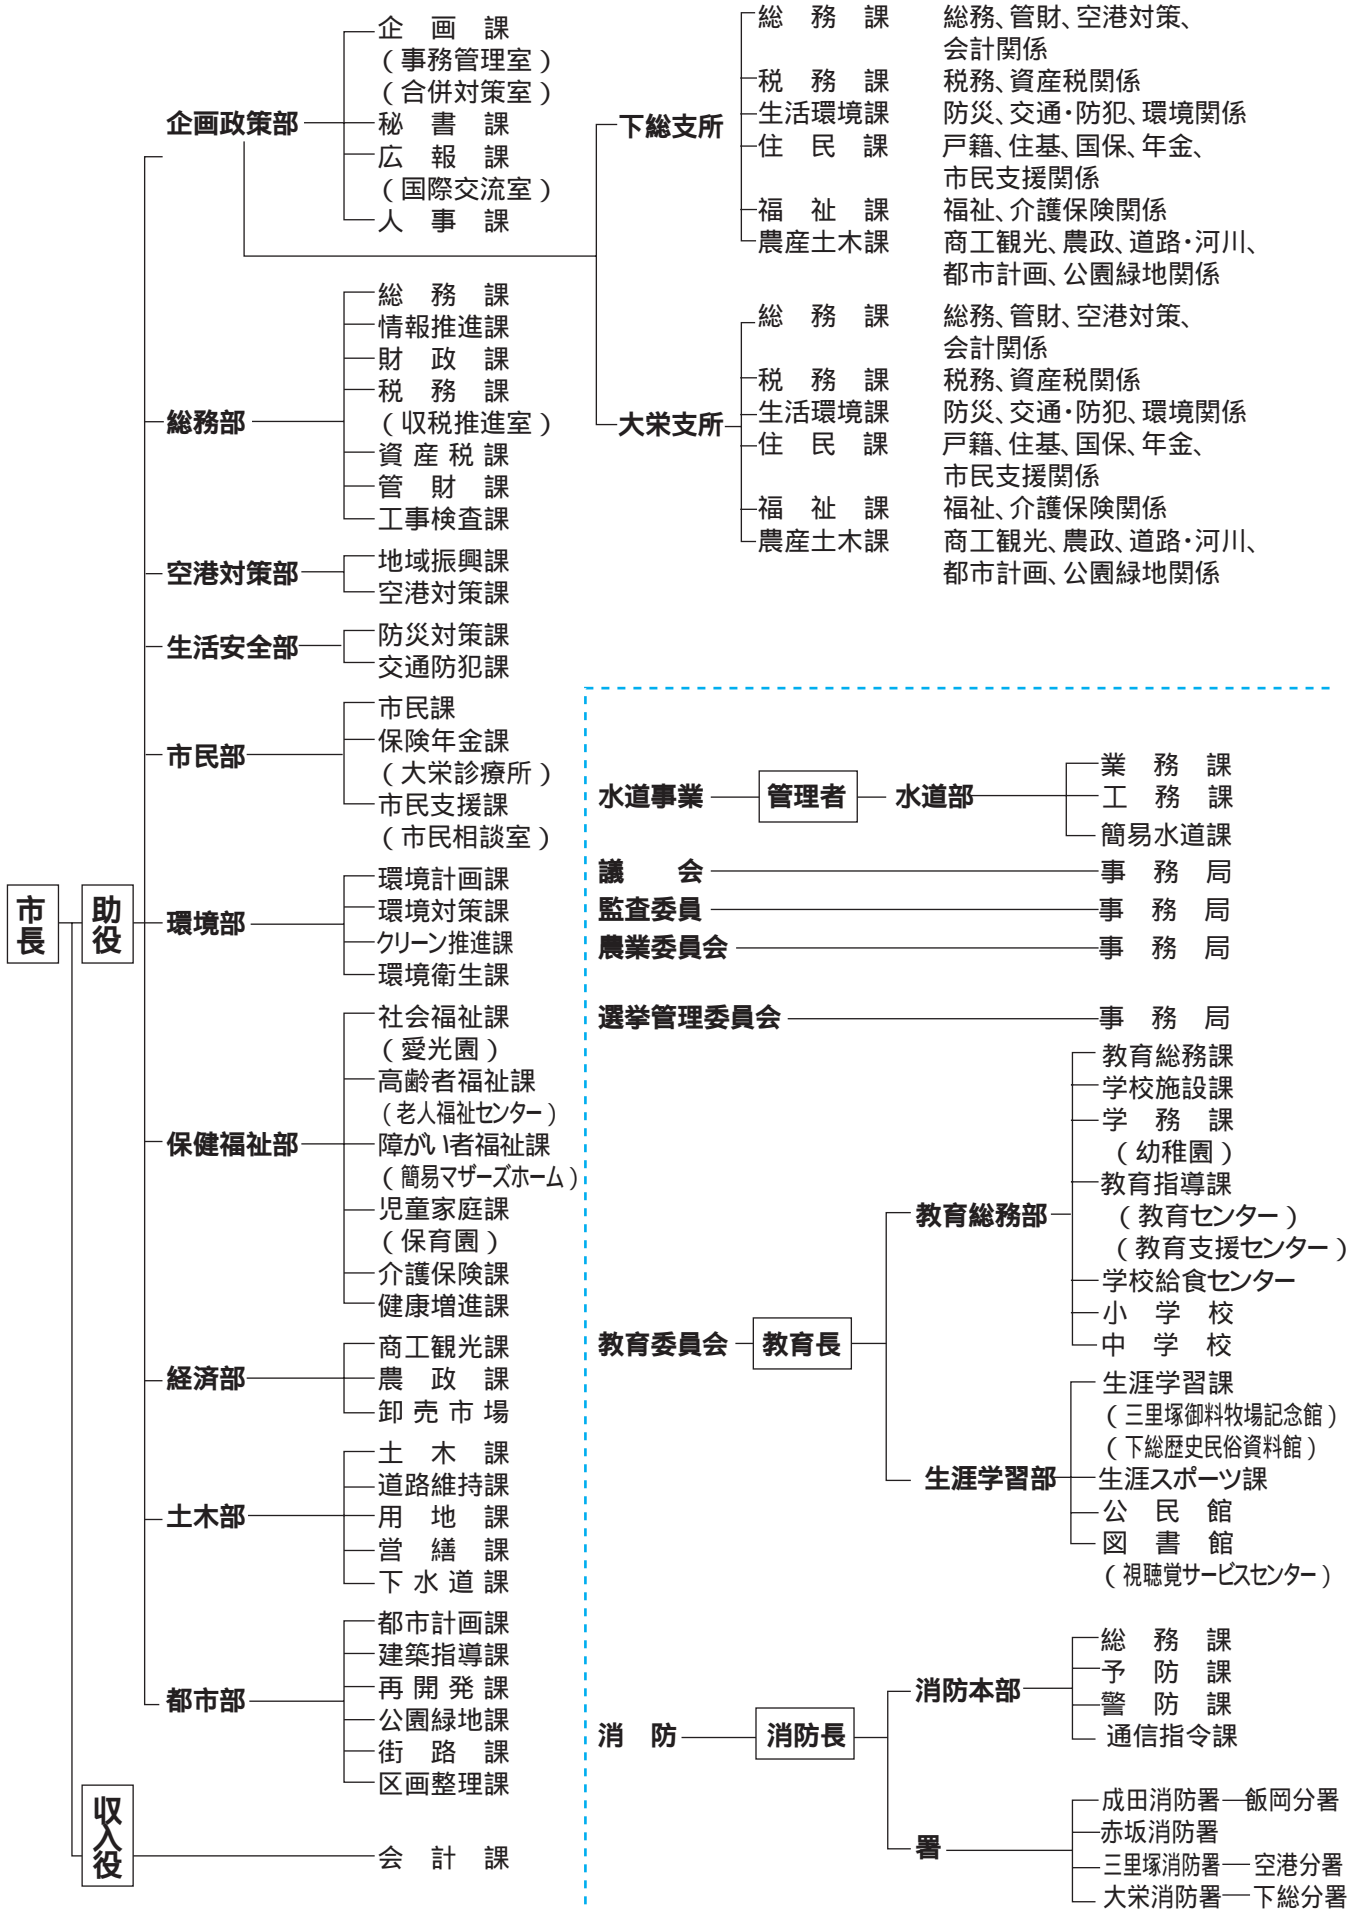 市長
助役
企画政策部
企画課
(事務管理室)
(合併対策室)
秘書課
広報課
(国際交流室)
人事課
下総支所
総務課 総務、管財、空港対策、
会計関係
税務課 税務、資産税関係
生活環境課 防災、交通・防犯、環境関係
住民課 戸籍、住基、国保、年金、
市民支援関係
福祉課 福祉、介護保険関係
農産土木課 商工観光、農政、道路・河川、
都市計画、公園緑地関係
大栄支所
総務課 総務、管財、空港対策、
会計関係
税務課 税務、資産税関係
生活環境課 防災、交通・防犯、環境関係
住民課 戸籍、住基、国保、年金、
市民支援関係
福祉課 福祉、介護保険関係
農産土木課 商工観光、農政、道路・河川、
都市計画、公園緑地関係
総務部
総務課
情報推進課
財政課
税務課
(収税推進室)
資産税課
管財課
工事検査課
空港対策部
地域振興課
空港対策課
生活安全部
防災対策課
交通防犯課
市民部
市民課
保険年金課
(大栄診療所)
市民支援課
(市民相談室)
環境部
環境計画課
環境対策課
クリーン推進課
環境衛生課
保健福祉部
社会福祉課
(愛光園)
高齢者福祉課
(老人福祉センター)
障がい者福祉課
(簡易マザーズホーム)
児童家庭課
(保育園)
介護保険課
健康増進課
経済部
商工観光課
農政課
卸売市場
土木部
土木課
道路維持課
用地課
営繕課
下水道課
都市部
都市計画課
建築指導課
再開発課
公園緑地課
街路課
区画整理課
収入役
会計課
水道事業 管理者 水道部
業務課
工務課
簡易水道課
議会 事務局
監査委員 事務局
農業委員会 事務局
選挙管理委員会 事務局
教育委員会 教育長
教育総務部
教育総務課
学校施設課
学務課
(幼稚園)
教育指導課
(教育センター)
(教育支援センター)
学校給食センター
小学校
中学校
生涯学習部
生涯学習課
(三里塚御料牧場記念館)
(下総歴史民俗資料館)
生涯スポーツ課
公民館
図書館
(視聴覚サービスセンター)
消防 消防長
消防本部
総務課
予防課
警防課
通信指令課
署
成田消防署 飯岡分署
赤坂消防署
三里塚消防署 空港分署
大栄消防署 下総分署